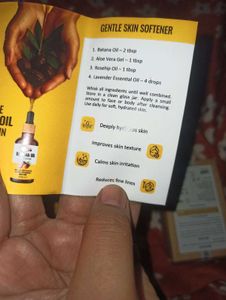 GENTLE SKIN SOFTENER
1. Batana Oil – 2 tbsp
2. Aloe Vera Gel – 1 tbsp
3. Rosehip Oil – 1 tbsp
4. Lavender Essential Oil – 4 drops
Whisk all ingredients until well combined.
Store in a clean glass jar. Apply a small
amount to face or body after cleansing.
Use daily for soft, hydrated skin.
Deeply hydrates skin
Improves skin texture
Calms skin irritation
Reduces fine lines
E
OIL
IN